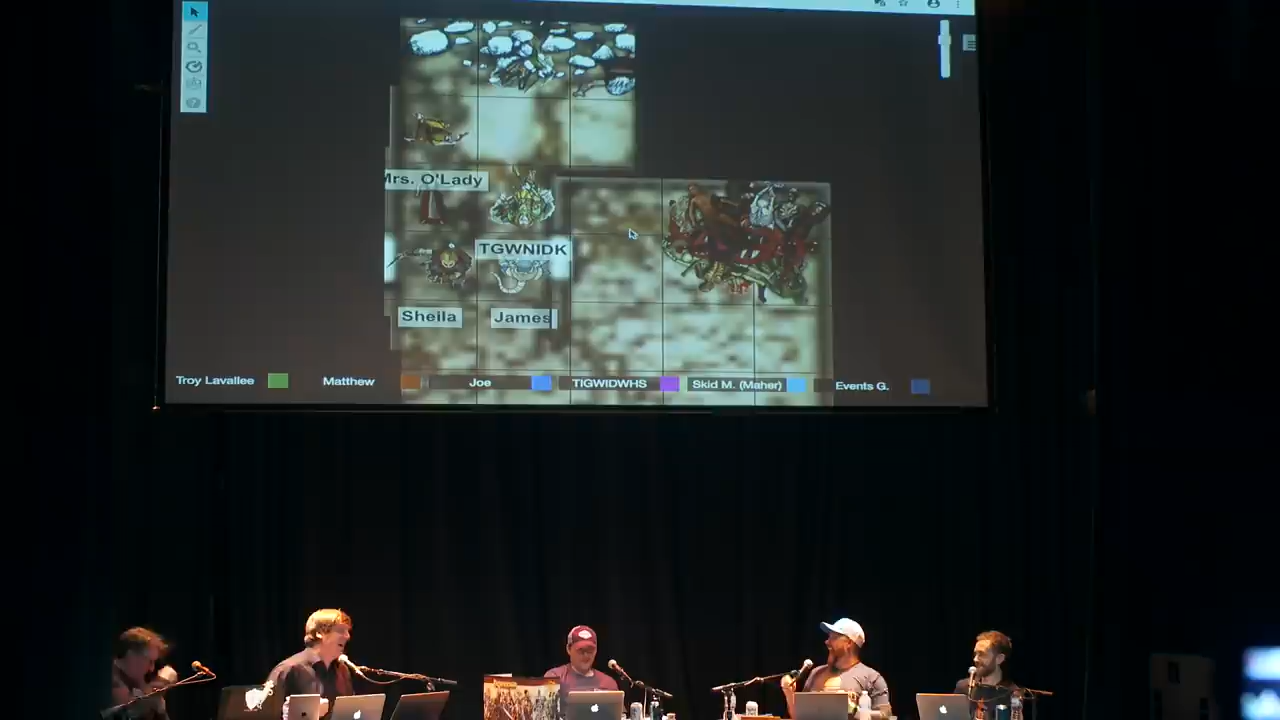 Mrs. O'Lady
TGWNIDK
Sheila
James
Troy Lavallee
Matthew
Joe
TIGWIDWHS
Skid M. (Maher)
Events G.